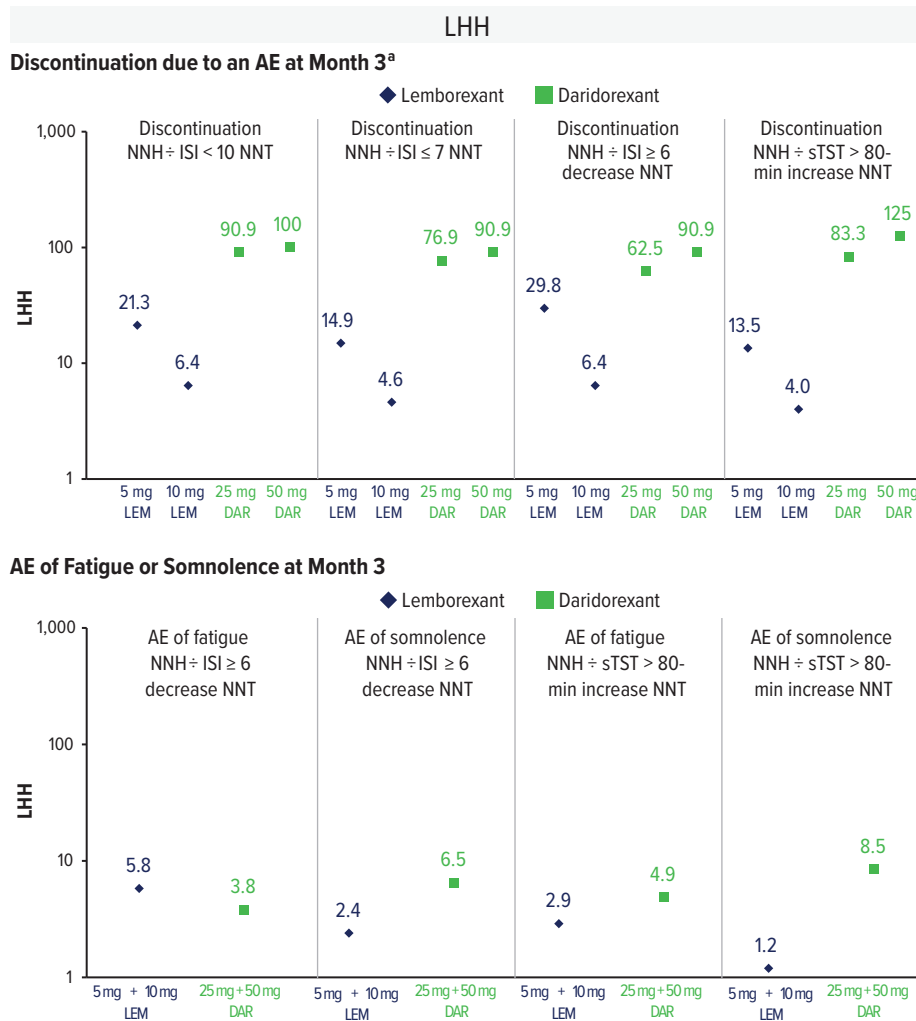 LHH
Discontinuation due to an AE at Month 3ᵃ
Lemborexant Daridorexant
Discontinuation
NNH ÷ ISI < 10 NNT
Discontinuation
NNH ÷ ISI ≤ 7 NNT
Discontinuation
NNH ÷ ISI ≥ 6
decrease NNT
Discontinuation
NNH ÷ sTST > 80-
min increase NNT
LHH
1,000
100
10
1
21.3
6.4
90.9
100
14.9
4.6
76.9
90.9
29.8
6.4
62.5
90.9
13.5
4.0
83.3
125
5 mg 10 mg 25 mg 50 mg 5 mg 10 mg 25 mg 50 mg 5 mg 10 mg 25 mg 50 mg 5 mg 10 mg 25 mg 50 mg
LEM LEM DAR DAR LEM LEM DAR DAR LEM LEM DAR DAR LEM LEM DAR DAR
AE of Fatigue or Somnolence at Month 3
Lemborexant Daridorexant
AE of fatigue
NNH ÷ ISI ≥ 6
decrease NNT
AE of somnolence
NNH ÷ ISI ≥ 6
decrease NNT
AE of fatigue
NNH ÷ sTST > 80-
min increase NNT
AE of somnolence
NNH ÷ sTST > 80-
min increase NNT
LHH
1,000
100
10
1
5.8
3.8
2.4
6.5
2.9
4.9
1.2
8.5
5 mg + 10 mg 25 mg + 50 mg 5 mg + 10 mg 25 mg + 50 mg 5 mg + 10 mg 25 mg + 50 mg 5 mg + 10 mg 25 mg + 50 mg
LEM DAR LEM DAR LEM DAR LEM DAR